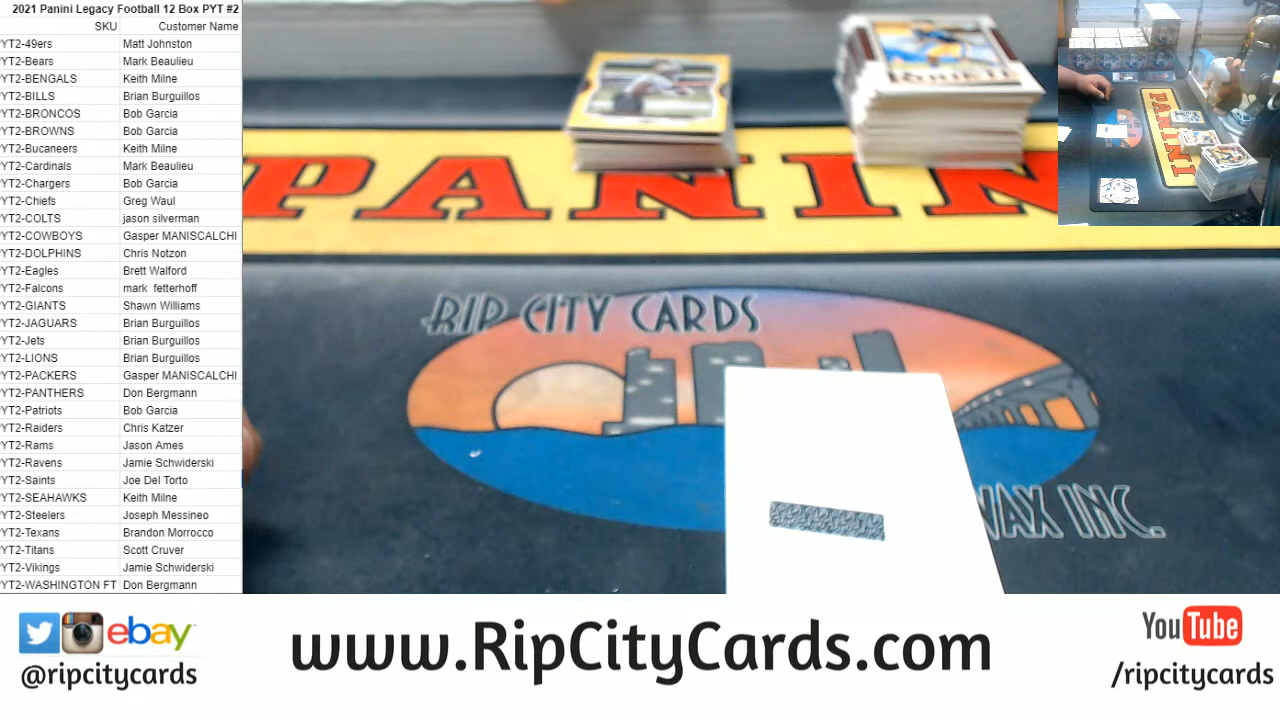 2021 Panini Legacy Football 12 Box PYT #2
SKU Customer Name
YT2-49ers Matt Johnston
YT2-Bears Mark Beaulieu
YT2-BENGALS Keith Milne
YT2-BILLS Brian Burguillos
YT2-BRONCOS Bob Garcia
YT2-BROWNS Bob Garcia
YT2-Bucaneers Keith Milne
YT2-Cardinals Mark Beaulieu
YT2-Chargers Bob Garcia
YT2-Chiefs Greg Waul
YT2-COLTS jason silverman
YT2-COWBOYS Gasper MANISCALCHI
YT2-DOLPHINS Chris Notzon
YT2-Eagles Brett Walford
YT2-Falcons mark fetterhoff
YT2-GIANTS Shawn Williams
YT2-JAGUARS Brian Burguillos
YT2-Jets Brian Burguillos
YT2-LIONS Brian Burguillos
YT2-PACKERS Gasper MANISCALCHI
YT2-PANTHERS Don Bergmann
YT2-Patriots Bob Garcia
YT2-Raiders Chris Katzer
YT2-Rams Jason Ames
YT2-Ravens Jamie Schwiderski
YT2-Saints Joe Del Torto
YT2-SEAHAWKS Keith Milne
YT2-Steelers Joseph Messineo
YT2-Texans Brandon Morrocco
YT2-Titans Scott Cruver
YT2-Vikings Jamie Schwiderski
YT2-WASHINGTON FT Don Bergmann
PANINI
PANINI
RIP CITY CARDS
WAX INC.
ebay
@ripcitycards
www.RipCityCards.com
YouTube
/ripcitycards